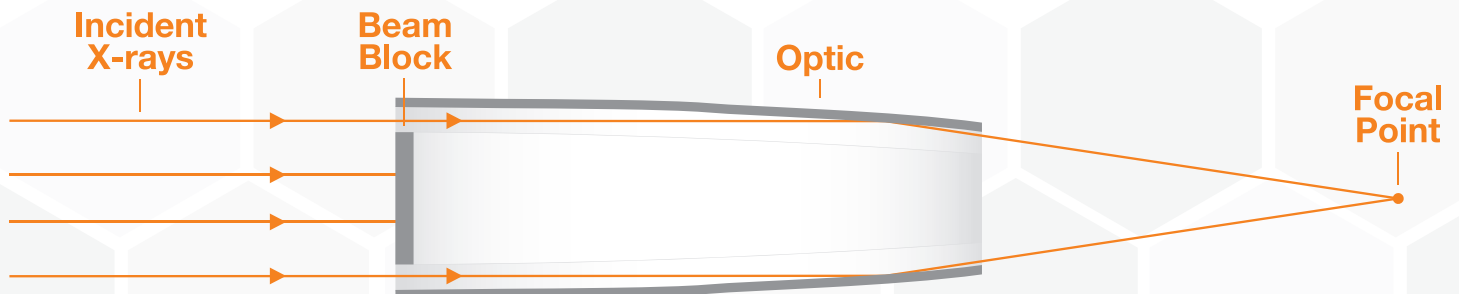 Incident
X-rays
Beam
Block
Optic
Focal
Point